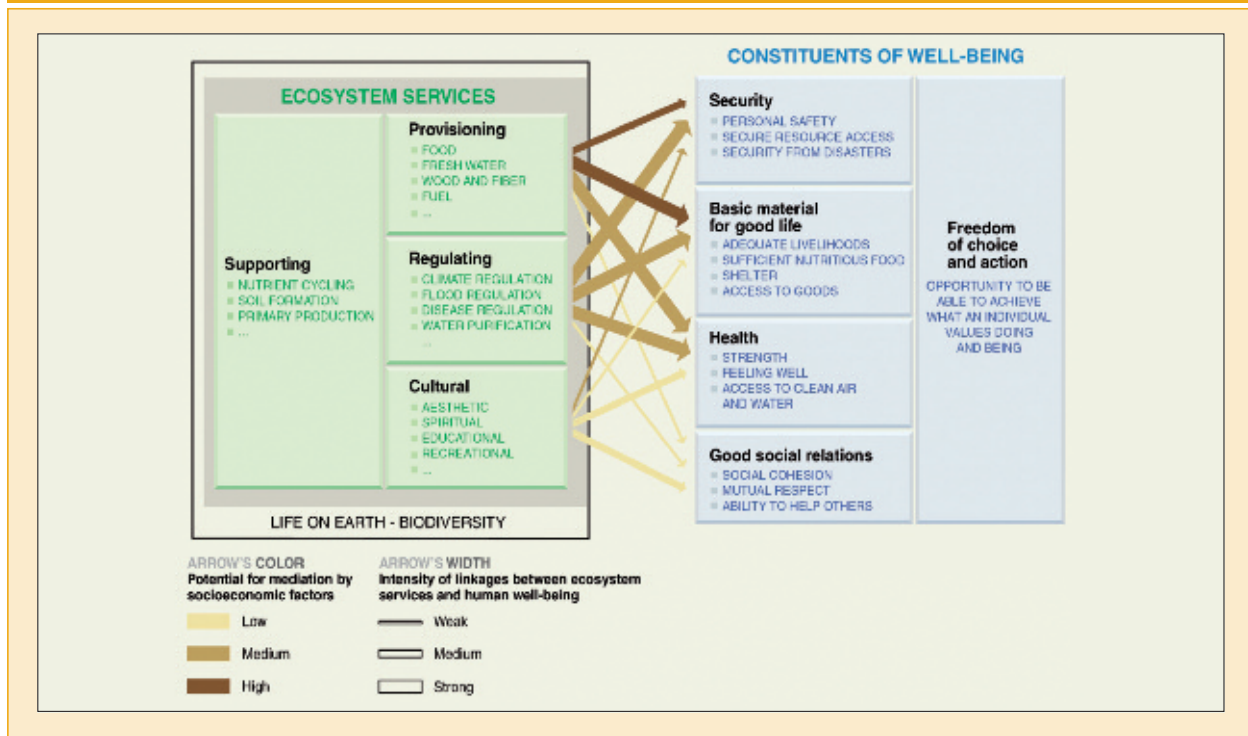 CONSTITUENTS OF WELL-BEING
ECOSYSTEM SERVICES
Supporting
NUTRIENT CYCLING
SOIL FORMATION
PRIMARY PRODUCTION
...
Provisioning
FOOD
FRESH WATER
WOOD AND FIBER
FUEL
...
Regulating
CLIMATE REGULATION
FLOOD REGULATION
DISEASE REGULATION
WATER PURIFICATION
...
Cultural
AESTHETIC
SPIRITUAL
EDUCATIONAL
RECREATIONAL
...
LIFE ON EARTH - BIODIVERSITY
Security
PERSONAL SAFETY
SECURE RESOURCE ACCESS
SECURITY FROM DISASTERS
Basic material
for good life
ADEQUATE LIVELIHOODS
SUFFICIENT NUTRITIOUS FOOD
SHELTER
ACCESS TO GOODS
Health
STRENGTH
FEELING WELL
ACCESS TO CLEAN AIR
AND WATER
Good social relations
SOCIAL COHESION
MUTUAL RESPECT
ABILITY TO HELP OTHERS
Freedom
of choice
and action
OPPORTUNITY TO BE
ABLE TO ACHIEVE
WHAT AN INDIVIDUAL
VALUES DOING
AND BEING
ARROW'S COLOR
Potential for mediation by
socioeconomic factors
Low
Medium
High
ARROW'S WIDTH
Intensity of linkages between ecosystem
services and human well-being
Weak
Medium
Strong